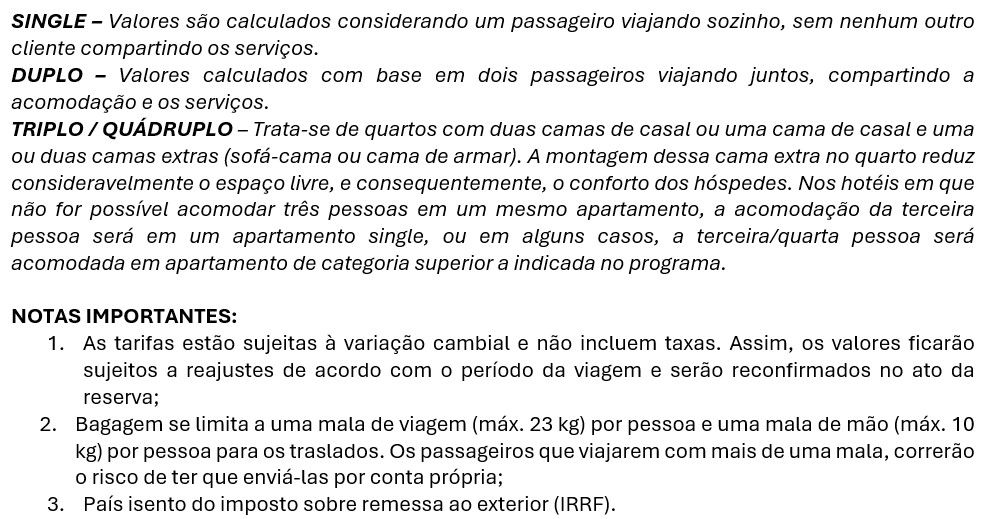 SINGLE – Valores são calculados considerando um passageiro viajando sozinho, sem nenhum outro
cliente compartindo os serviços.
DUPLO – Valores calculados com base em dois passageiros viajando juntos, compartindo a
acomodação e os serviços.
TRIPLO / QUÁDRUPLO – Trata-se de quartos com duas camas de casal ou uma cama de casal e uma
ou duas camas extras (sofá-cama ou cama de armar). A montagem dessa cama extra no quarto reduz
consideravelmente o espaço livre, e consequentemente, o conforto dos hóspedes. Nos hotéis em que
não for possível acomodar três pessoas em um mesmo apartamento, a acomodação da terceira
pessoa será em um apartamento single, ou em alguns casos, a terceira/quarta pessoa será
acomodada em apartamento de categoria superior a indicada no programa.
NOTAS IMPORTANTES:
1. As tarifas estão sujeitas à variação cambial e não incluem taxas. Assim, os valores ficarão
sujeitos a reajustes de acordo com o período da viagem e serão reconfirmados no ato da
reserva;
2. Bagagem se limita a uma mala de viagem (máx. 23 kg) por pessoa e uma mala de mão (máx. 10
kg) por pessoa para os traslados. Os passageiros que viajarem com mais de uma mala, correrão
o risco de ter que enviá-las por conta própria;
3. País isento do imposto sobre remessa ao exterior (IRRF).